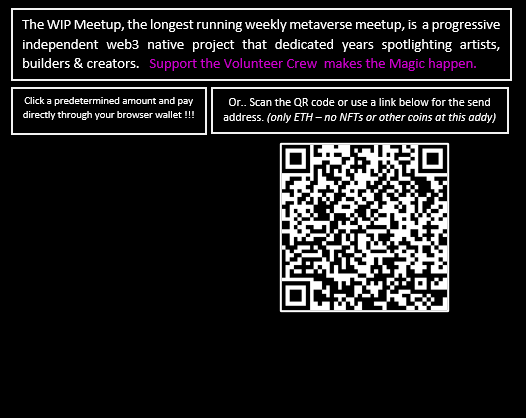 The WIP Meetup, the longest running weekly metaverse meetup, is a progressive
independent web3 native project that dedicated years spotlighting artists,
builders & creators. Support the Volunteer Crew makes the Magic happen.
Click a predetermined amount and pay
directly through your browser wallet !!!
Or.. Scan the QR code or use a link below for the send
address. (only ETH – no NFTs or other coins at this addy)